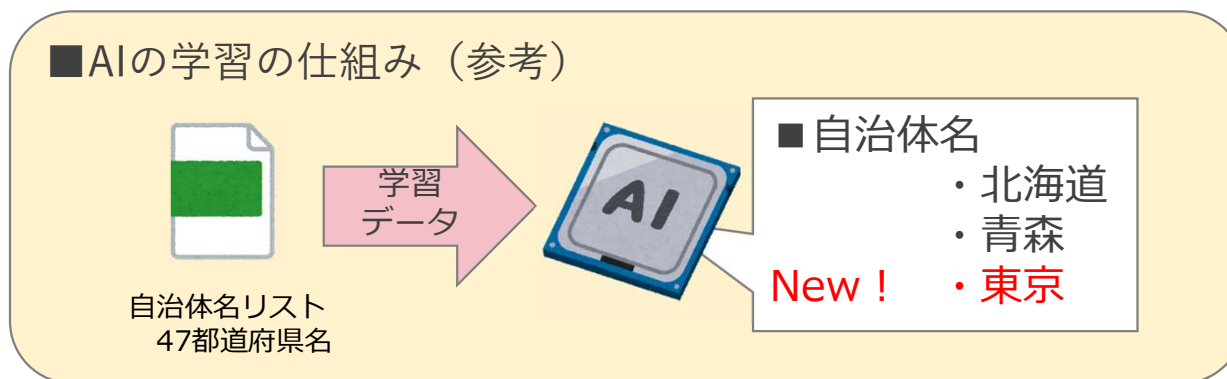 ■AIの学習の仕組み（参考）
学習
データ
AI
自治体名リスト
47都道府県名
■自治体名
・北海道
・青森
New！ ・東京